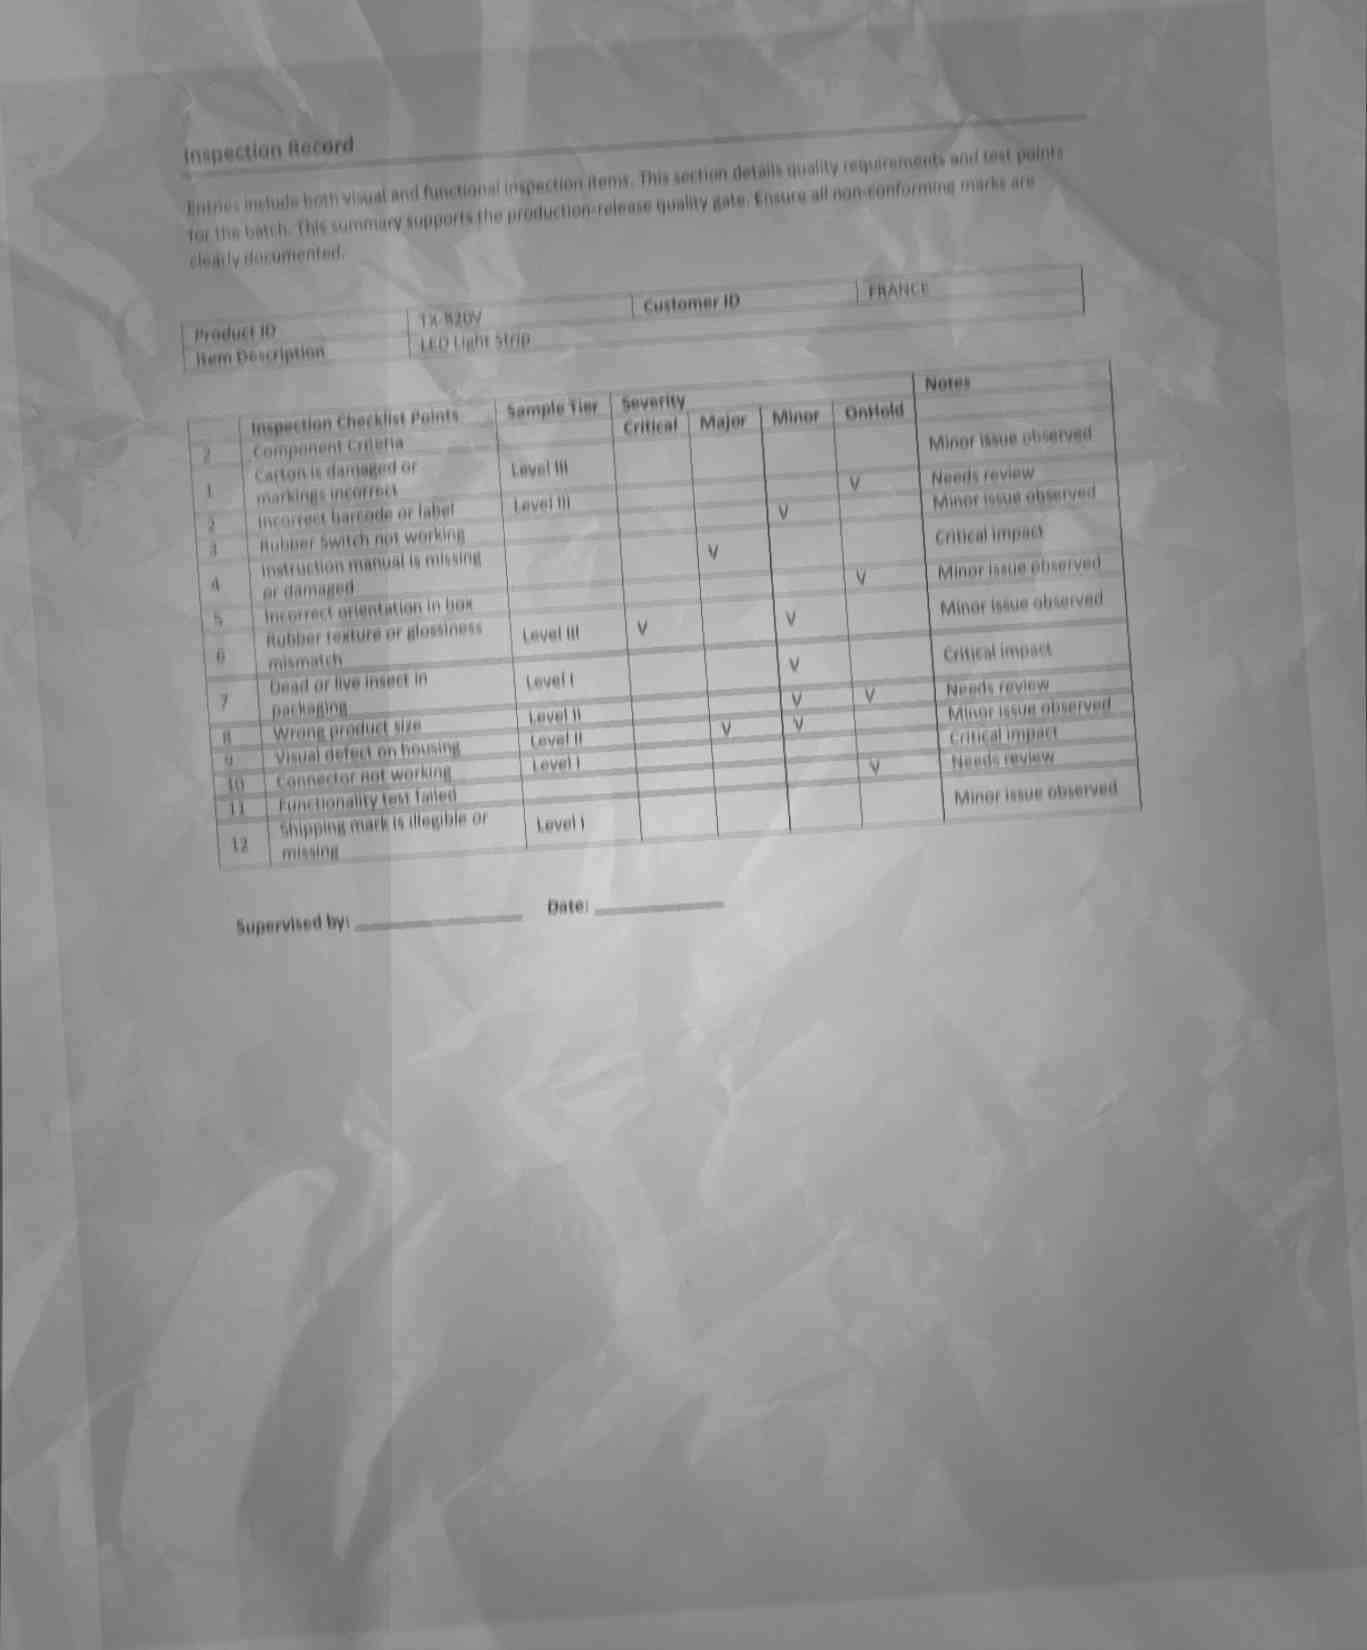 Inspection Record
Entries include both visual and functional inspection items. This section details quality requirements and test points
for the batch. This summary supports the production-release quality gate. Ensure all non-conforming marks are
clearly documented.
Product ID TX-820V Customer ID FRANCE
Item Description LED Light Strip
Inspection Checklist Points Sample Tier Severity Notes
2 Component Criteria Critical Major Minor OnHold
1 Carton is damaged or Level III Minor issue observed
markings incorrect
2 Incorrect barcode or label Level III V Needs review
3 Rubber Switch not working V Minor issue observed
4 Instruction manual is missing V Critical impact
or damaged
5 Incorrect orientation in box V Minor issue observed
6 Rubber texture or glossiness Level III V V Minor issue observed
mismatch
7 Dead or live insect in Level I V Critical impact
packaging
8 Wrong product size Level II V V Needs review
9 Visual defect on housing Level II V V Minor issue observed
10 Connector not working Level I Critical impact
11 Functionality test failed V Needs review
12 Shipping mark is illegible or Level I Minor issue observed
missing
Supervised by: Date: